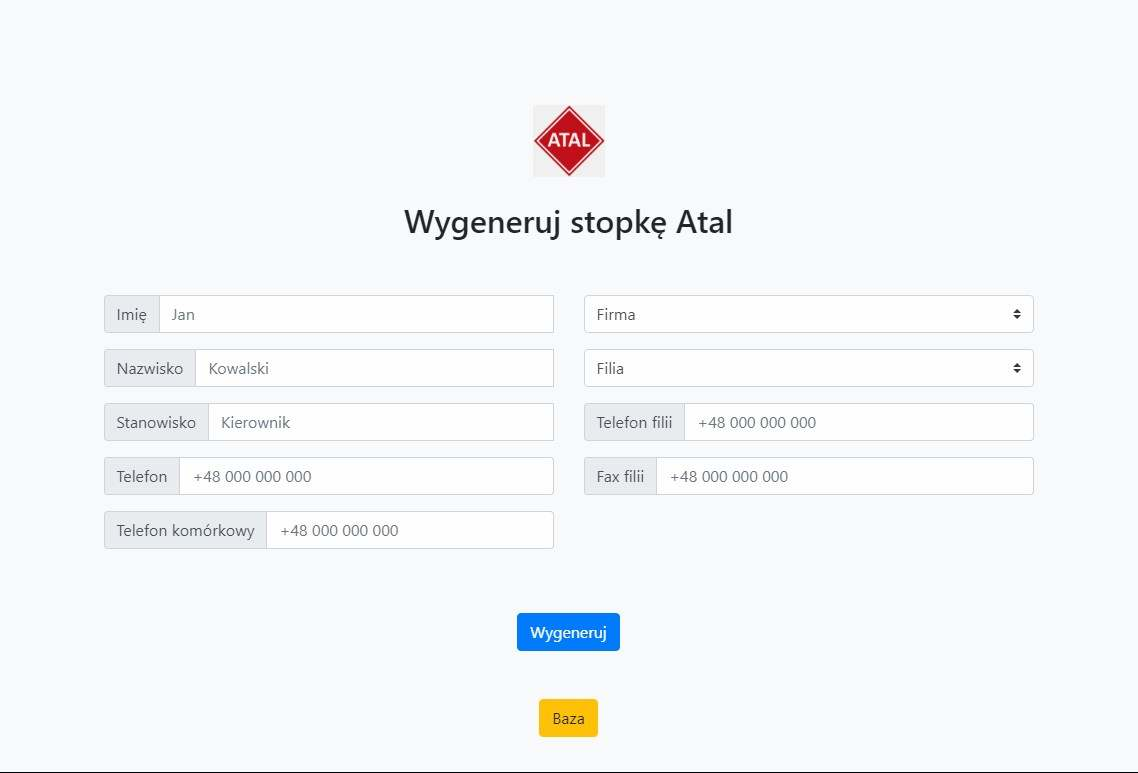 ATAL
Wygeneruj stopkę Atal
Imię Jan
Nazwisko Kowalski
Stanowisko Kierownik
Telefon +48 000 000 000
Telefon komórkowy +48 000 000 000
Firma
Filia
Telefon filii +48 000 000 000
Fax filii +48 000 000 000
Wygeneruj
Baza